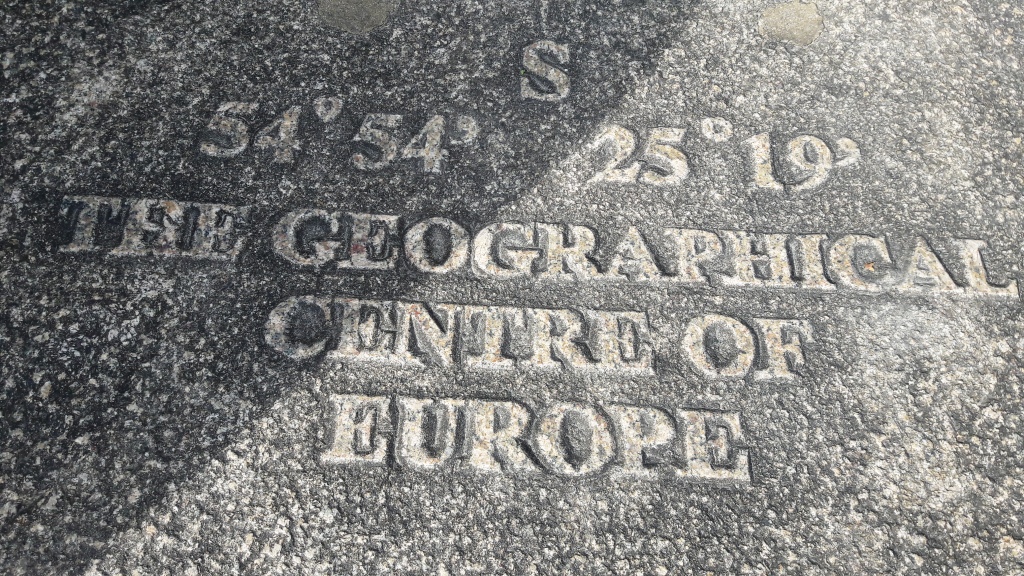 S
54° 54' 25° 19'
THE GEOGRAPHICAL
CENTRE OF
EUROPE